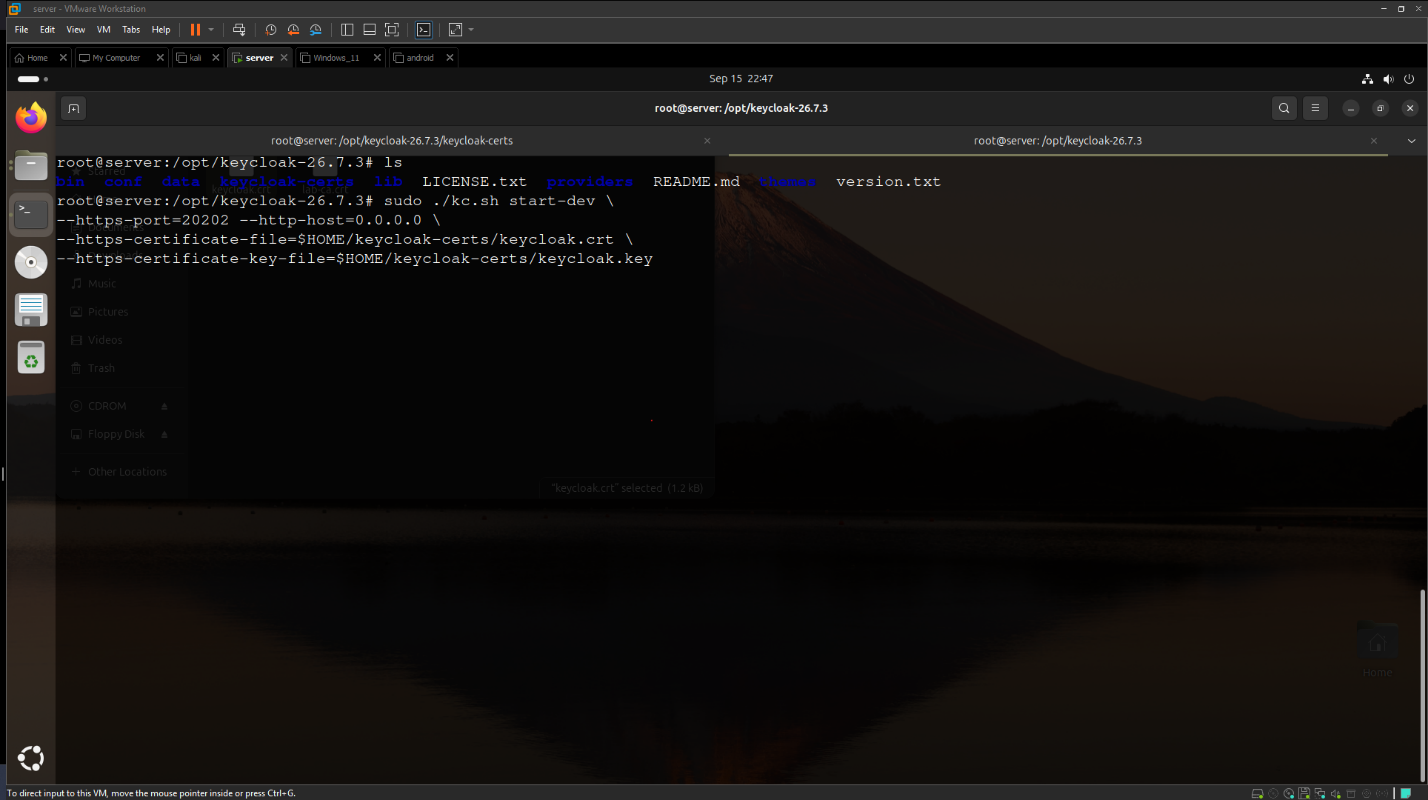 server - VMware Workstation
File Edit View VM Tabs Help
Home My Computer kali server Windows_11 android
Sep 15 22:47
root@server: /opt/keycloak-26.7.3
root@server: /opt/keycloak-26.7.3/keycloak-certs root@server: /opt/keycloak-26.7.3
root@server:/opt/keycloak-26.7.3# ls
bin conf data keycloak-certs lib LICENSE.txt providers README.md themes version.txt
root@server:/opt/keycloak-26.7.3# sudo ./kc.sh start-dev \
--https-port=20202 --http-host=0.0.0.0 \
--https-certificate-file=$HOME/keycloak-certs/keycloak.crt \
--https-certificate-key-file=$HOME/keycloak-certs/keycloak.key
Starred
keycloak.crt lab-ca.crt
Documents
Music
Pictures
Videos
Trash
CDROM
Floppy Disk
Other Locations
"keycloak.crt" selected (1.2 kB)
Home
To direct input to this VM, move the mouse pointer inside or press Ctrl+G.